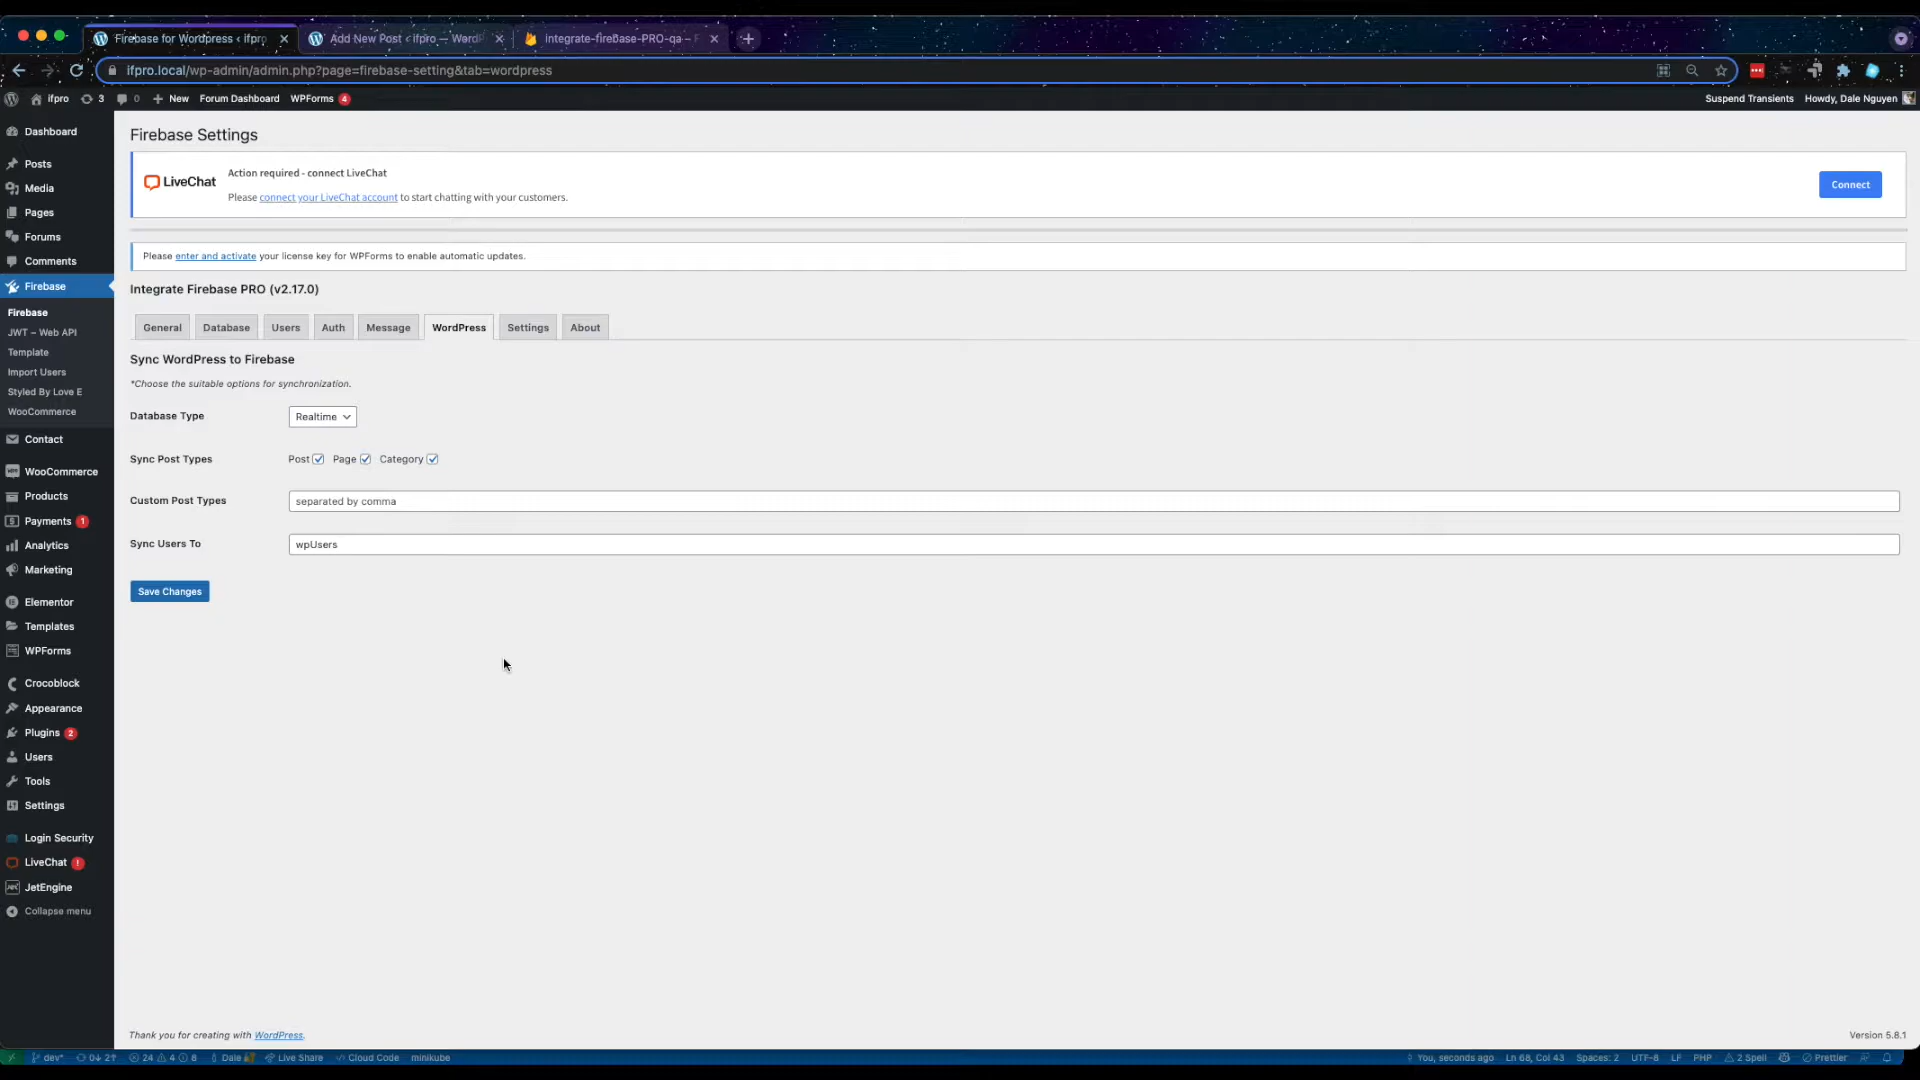 Firebase for Wordpress ‹ ifpro
Add New Post ‹ ifpro — WordP
integrate-firebase-PRO-qa – F
ifpro.local/wp-admin/admin.php?page=firebase-setting&tab=wordpress
ifpro
3
0
New
Forum Dashboard
WPForms 4
Suspend Transients
Howdy, Dale Nguyen
Dashboard
Posts
Media
Pages
Forums
Comments
Firebase
Firebase
JWT – Web API
Template
Import Users
Styled By Love E
WooCommerce
Contact
WooCommerce
Products
Payments 1
Analytics
Marketing
Elementor
Templates
WPForms
Crocoblock
Appearance
Plugins 2
Users
Tools
Settings
Login Security
LiveChat !
JetEngine
Collapse menu
Firebase Settings
LiveChat
Action required - connect LiveChat
Please connect your LiveChat account to start chatting with your customers.
Connect
Please enter and activate your license key for WPForms to enable automatic updates.
Integrate Firebase PRO (v2.17.0)
General Database Users Auth Message WordPress Settings About
Sync WordPress to Firebase
*Choose the suitable options for synchronization.
Database Type Realtime
Sync Post Types Post Page Category
Custom Post Types separated by comma
Sync Users To wpUsers
Save Changes
Thank you for creating with WordPress.
Version 5.8.1
dev* 0↓ 2↑ 24 4 8 Dale Live Share Cloud Code minikube
You, seconds ago Ln 68, Col 43 Spaces: 2 UTF-8 LF PHP 2 Spell Prettier